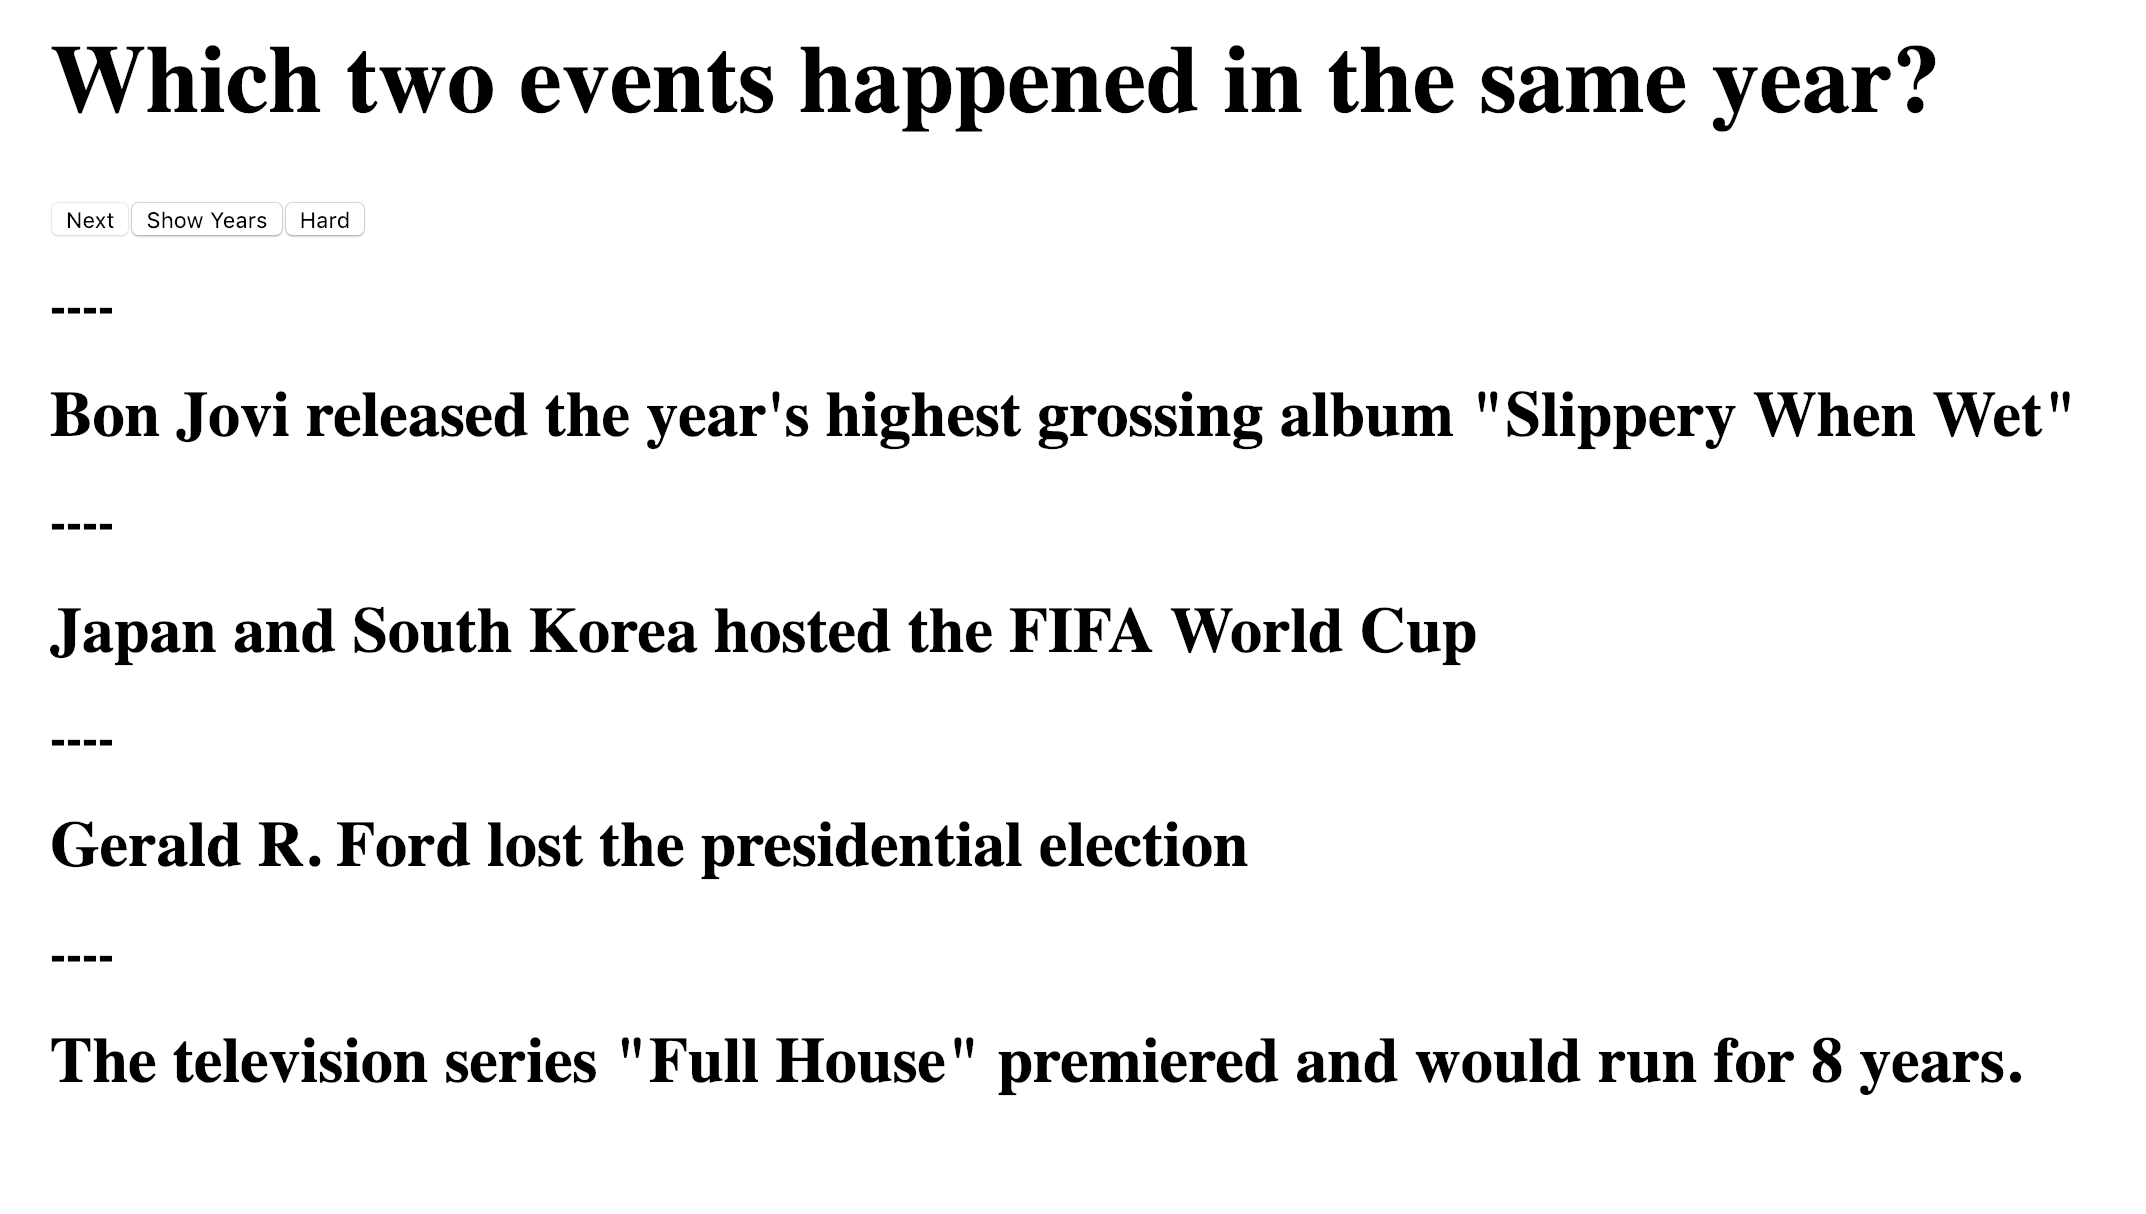 Which two events happened in the same year?
Next Show Years Hard
----
Bon Jovi released the year's highest grossing album "Slippery When Wet"
----
Japan and South Korea hosted the FIFA World Cup
----
Gerald R. Ford lost the presidential election
----
The television series "Full House" premiered and would run for 8 years.